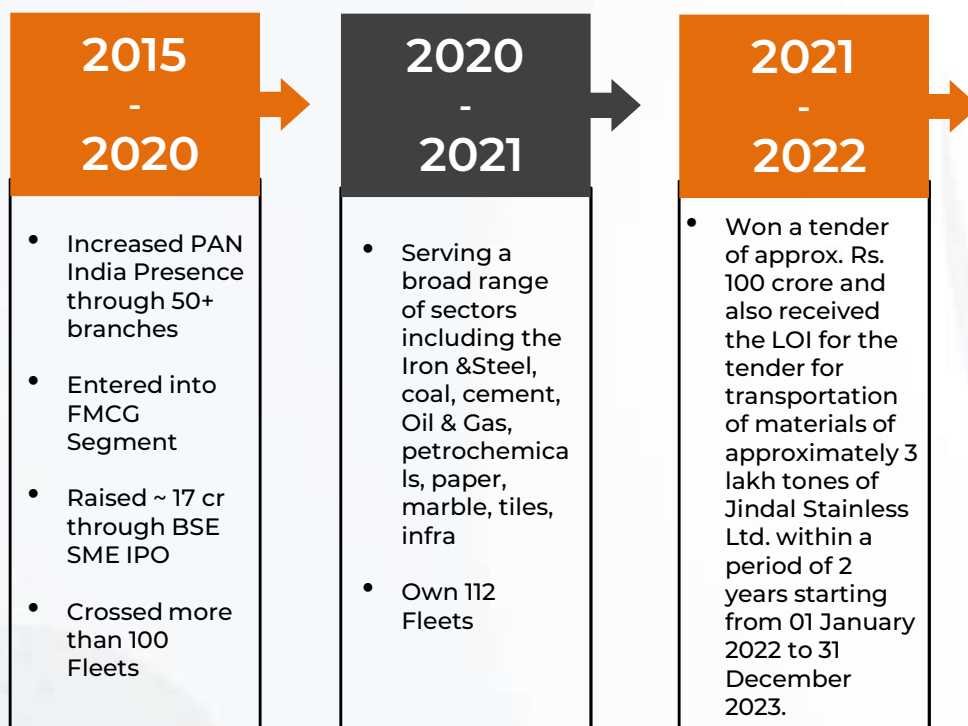 2015
-
2020
• Increased PAN
India Presence
through 50+
branches
• Entered into
FMCG
Segment
• Raised ~ 17 cr
through BSE
SME IPO
• Crossed more
than 100
Fleets
2020
-
2021
• Serving a
broad range
of sectors
including the
Iron &Steel,
coal, cement,
Oil & Gas,
petrochemica
ls, paper,
marble, tiles,
infra
• Own 112
Fleets
2021
-
2022
• Won a tender
of approx. Rs.
100 crore and
also received
the LOI for the
tender for
transportation
of materials of
approximately 3
lakh tones of
Jindal Stainless
Ltd. within a
period of 2
years starting
from 01 January
2022 to 31
December
2023.